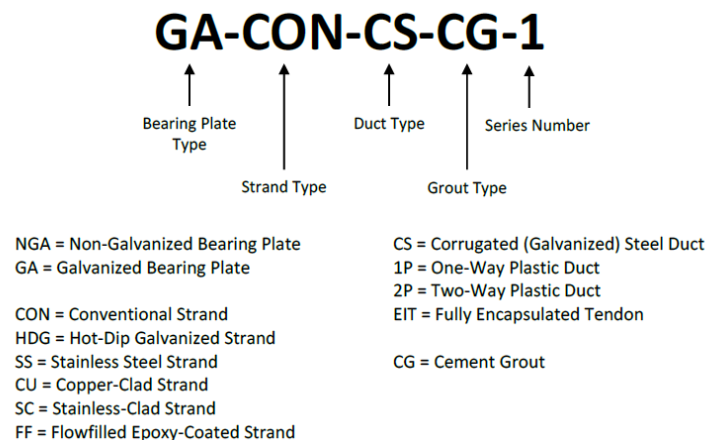 GA-CON-CS-CG-1
Bearing Plate
Type
Duct Type
Series Number
Strand Type
Grout Type
NGA = Non-Galvanized Bearing Plate
GA = Galvanized Bearing Plate
CON = Conventional Strand
HDG = Hot-Dip Galvanized Strand
SS = Stainless Steel Strand
CU = Copper-Clad Strand
SC = Stainless-Clad Strand
FF = Flowfilled Epoxy-Coated Strand
CS = Corrugated (Galvanized) Steel Duct
1P = One-Way Plastic Duct
2P = Two-Way Plastic Duct
EIT = Fully Encapsulated Tendon
CG = Cement Grout